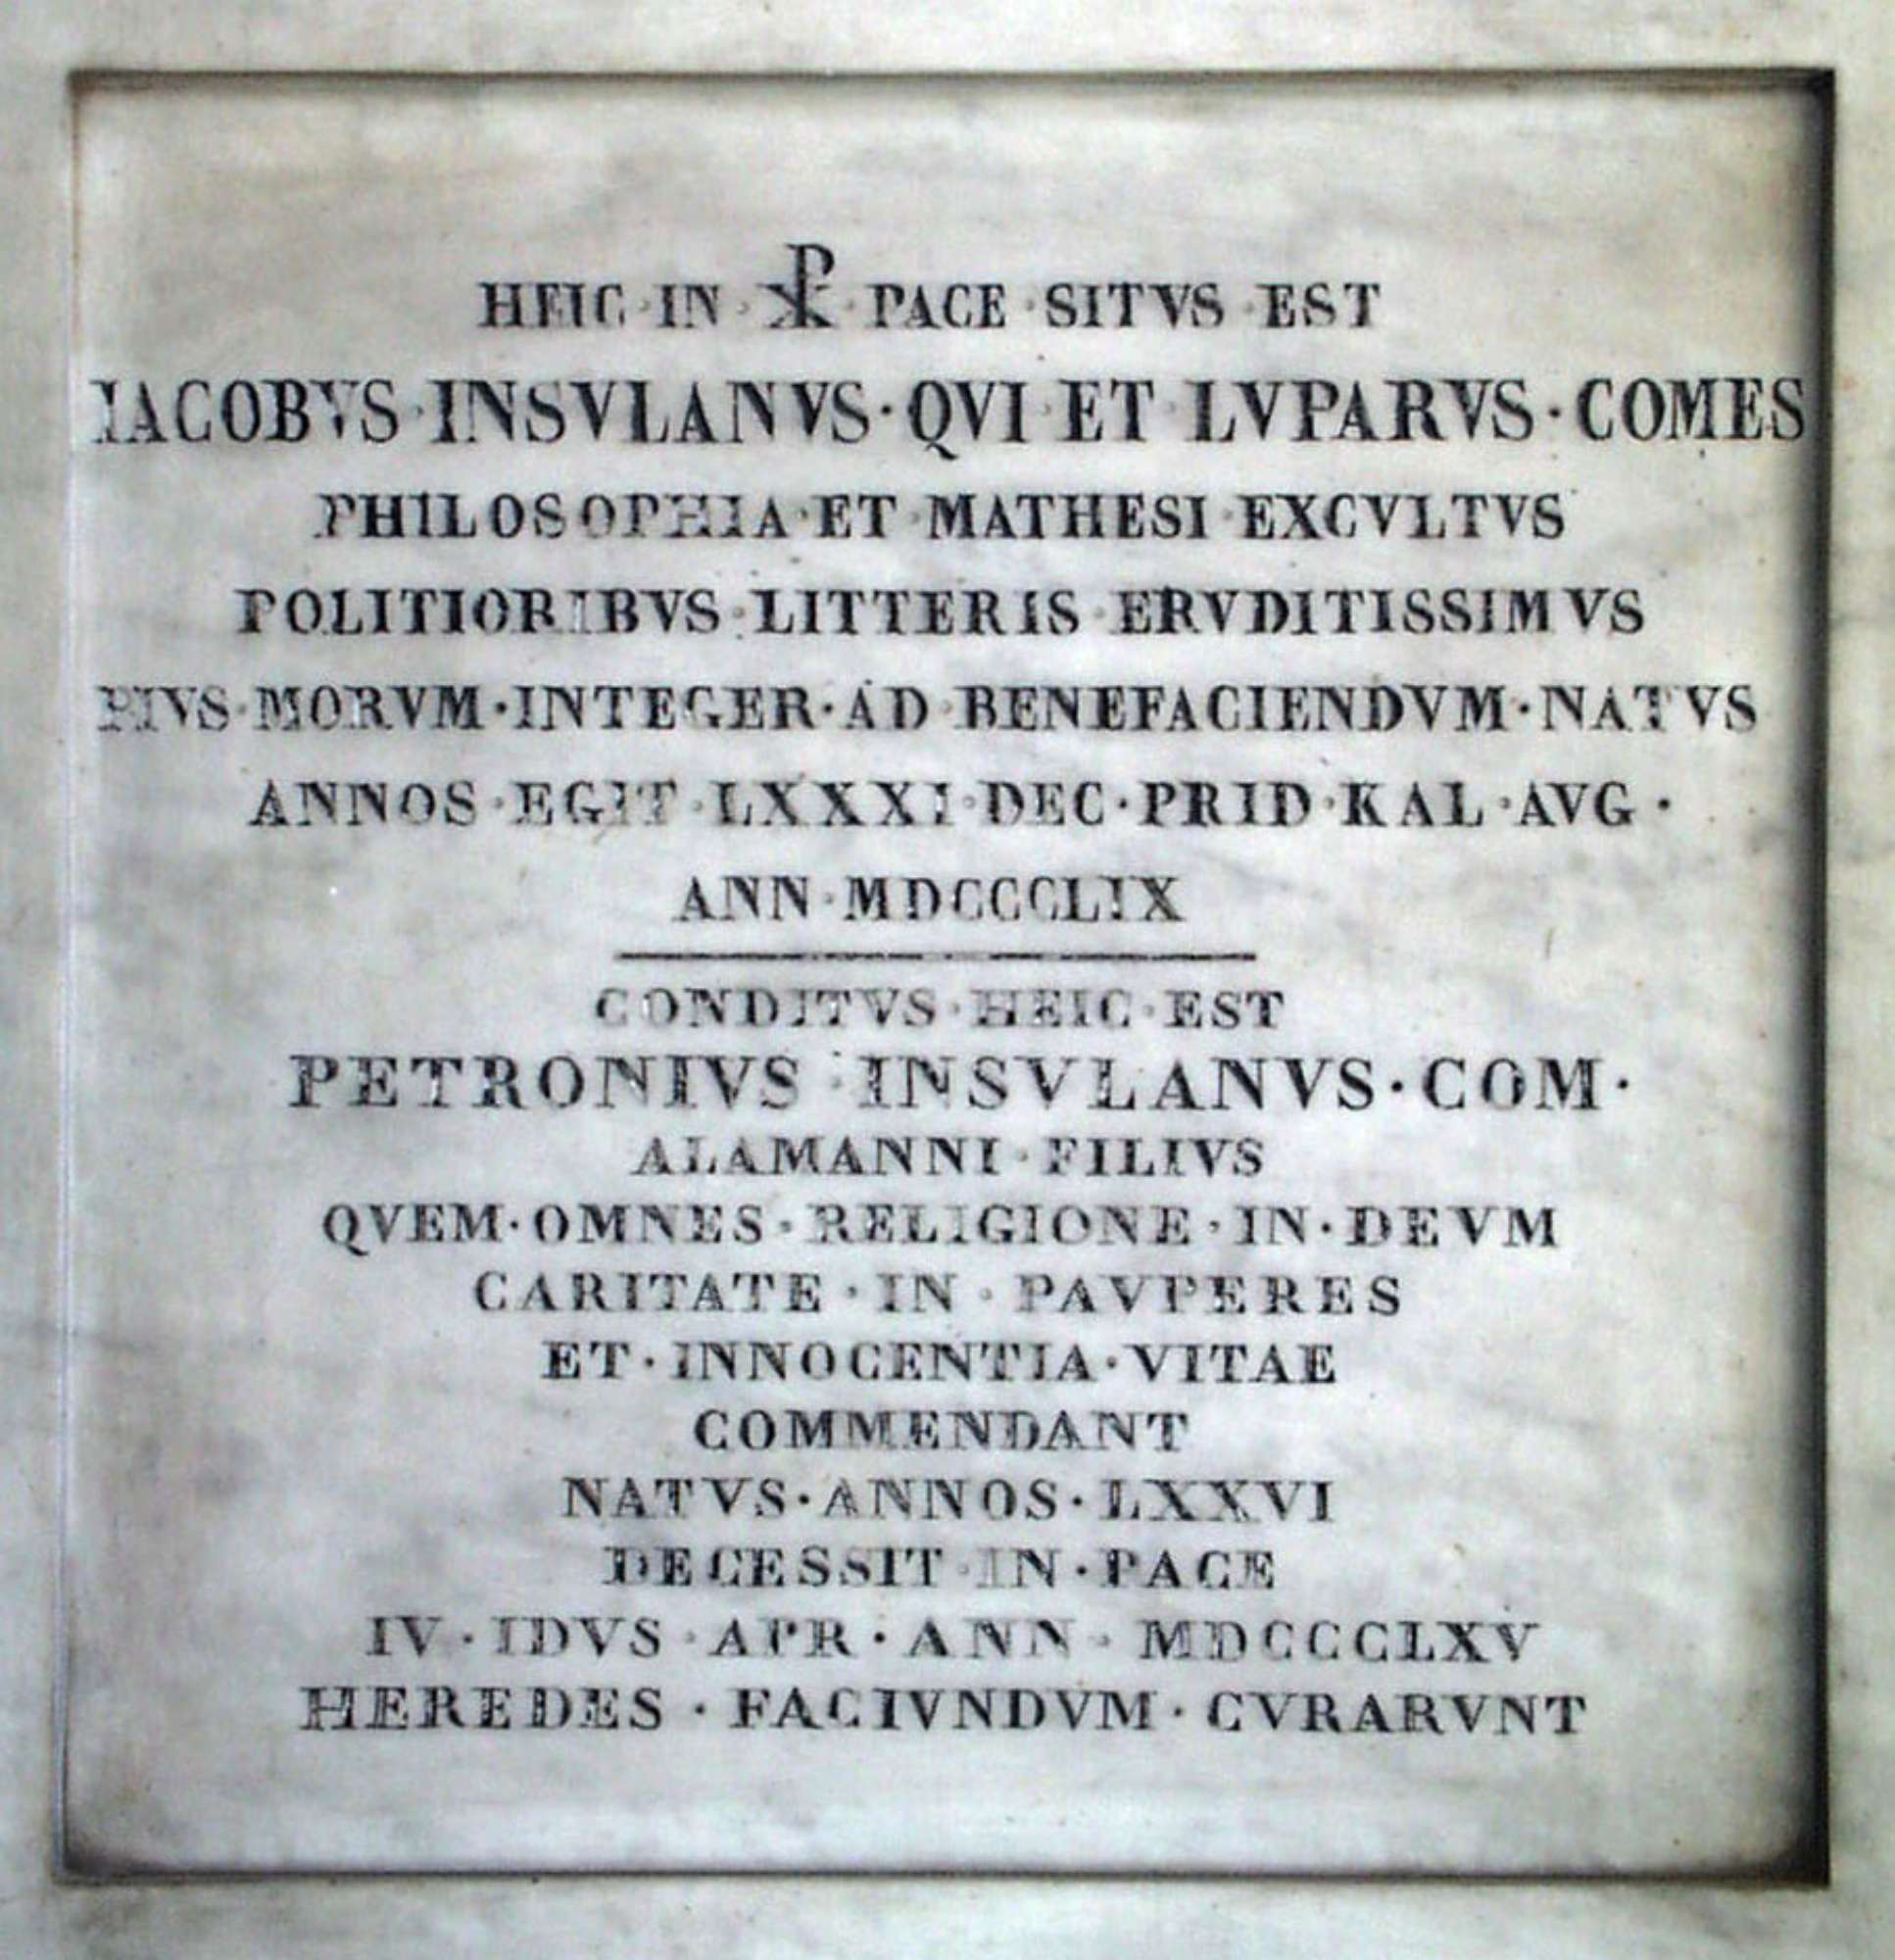 HEIC · IN · ☧ · PACE · SITVS · EST
IACOBVS · INSVLANVS · QVI · ET · LVPARVS · COMES
PHILOSOPHIA · ET · MATHESI · EXCVLTVS
POLITIORIBVS · LITTERIS · ERVDITISSIMVS
PIVS · MORVM · INTEGER · AD · BENEFACIENDVM · NATVS
ANNOS · EGIT · LXXXI · DEC · PRID · KAL · AVG ·
ANN · MDCCCLIX
CONDITVS · HEIC · EST
PETRONIVS · INSVLANVS · COM ·
ALAMANNI · FILIVS
QVEM · OMNES · RELIGIONE · IN · DEVM
CARITATE · IN · PAVPERES
ET · INNOCENTIA · VITAE
COMMENDANT
NATVS · ANNOS · LXXVI
DECESSIT · IN · PACE
IV · IDVS · APR · ANN · MDCCCLXV
HEREDES · FACIVNDVM · CVRARVNT